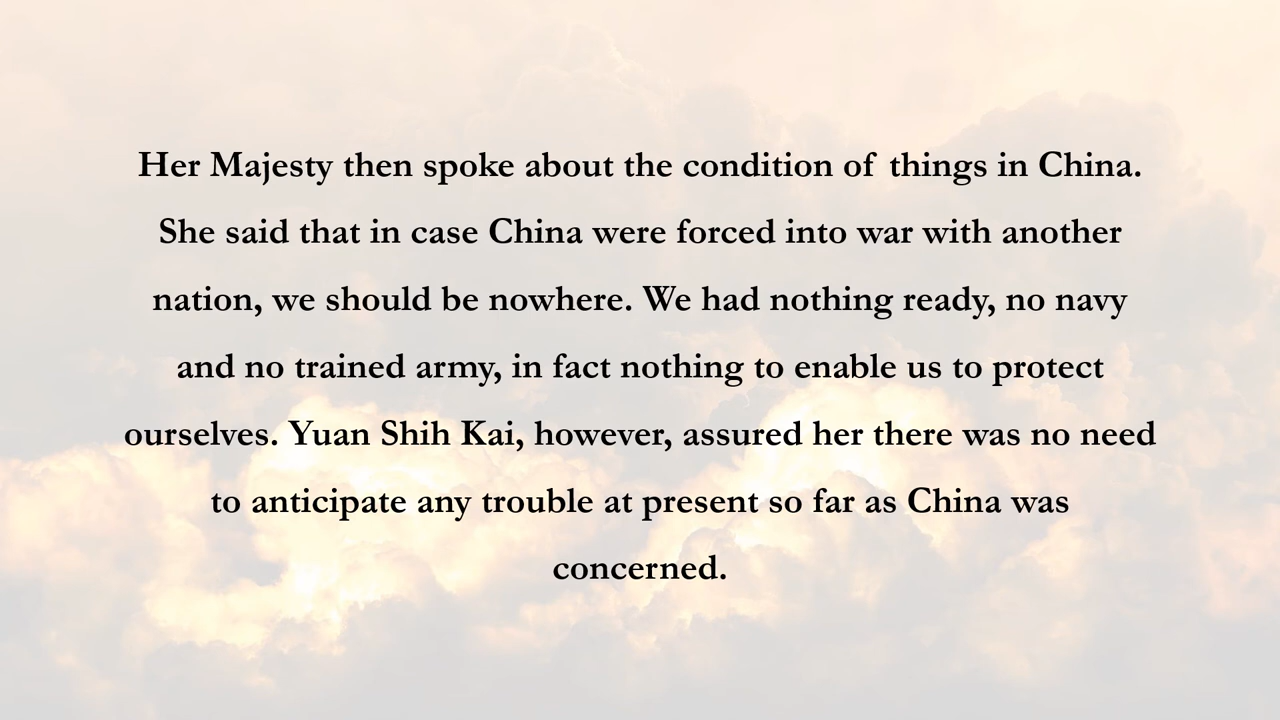 Her Majesty then spoke about the condition of things in China.
She said that in case China were forced into war with another
nation, we should be nowhere. We had nothing ready, no navy
and no trained army, in fact nothing to enable us to protect
ourselves. Yuan Shih Kai, however, assured her there was no need
to anticipate any trouble at present so far as China was
concerned.